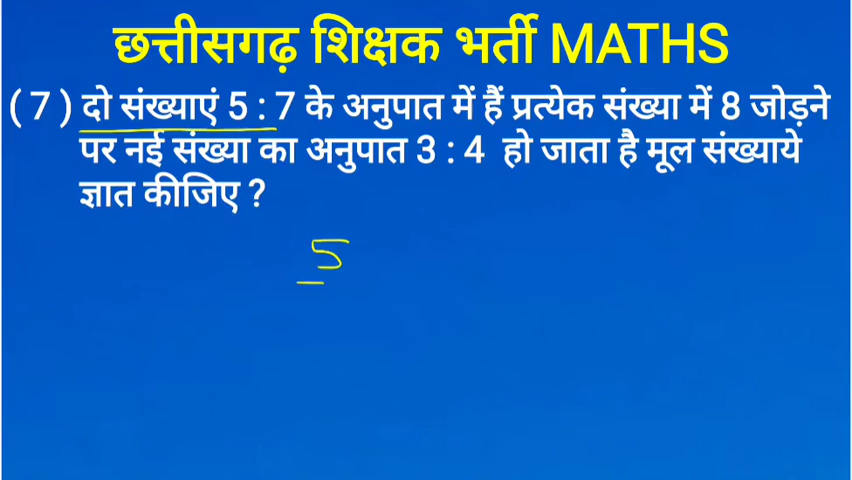 छत्तीसगढ़ शिक्षक भर्ती MATHS
( 7 ) दो संख्याएं 5 : 7 के अनुपात में हैं प्रत्येक संख्या में 8 जोड़ने
पर नई संख्या का अनुपात 3 : 4 हो जाता है मूल संख्याये
ज्ञात कीजिए ?
5